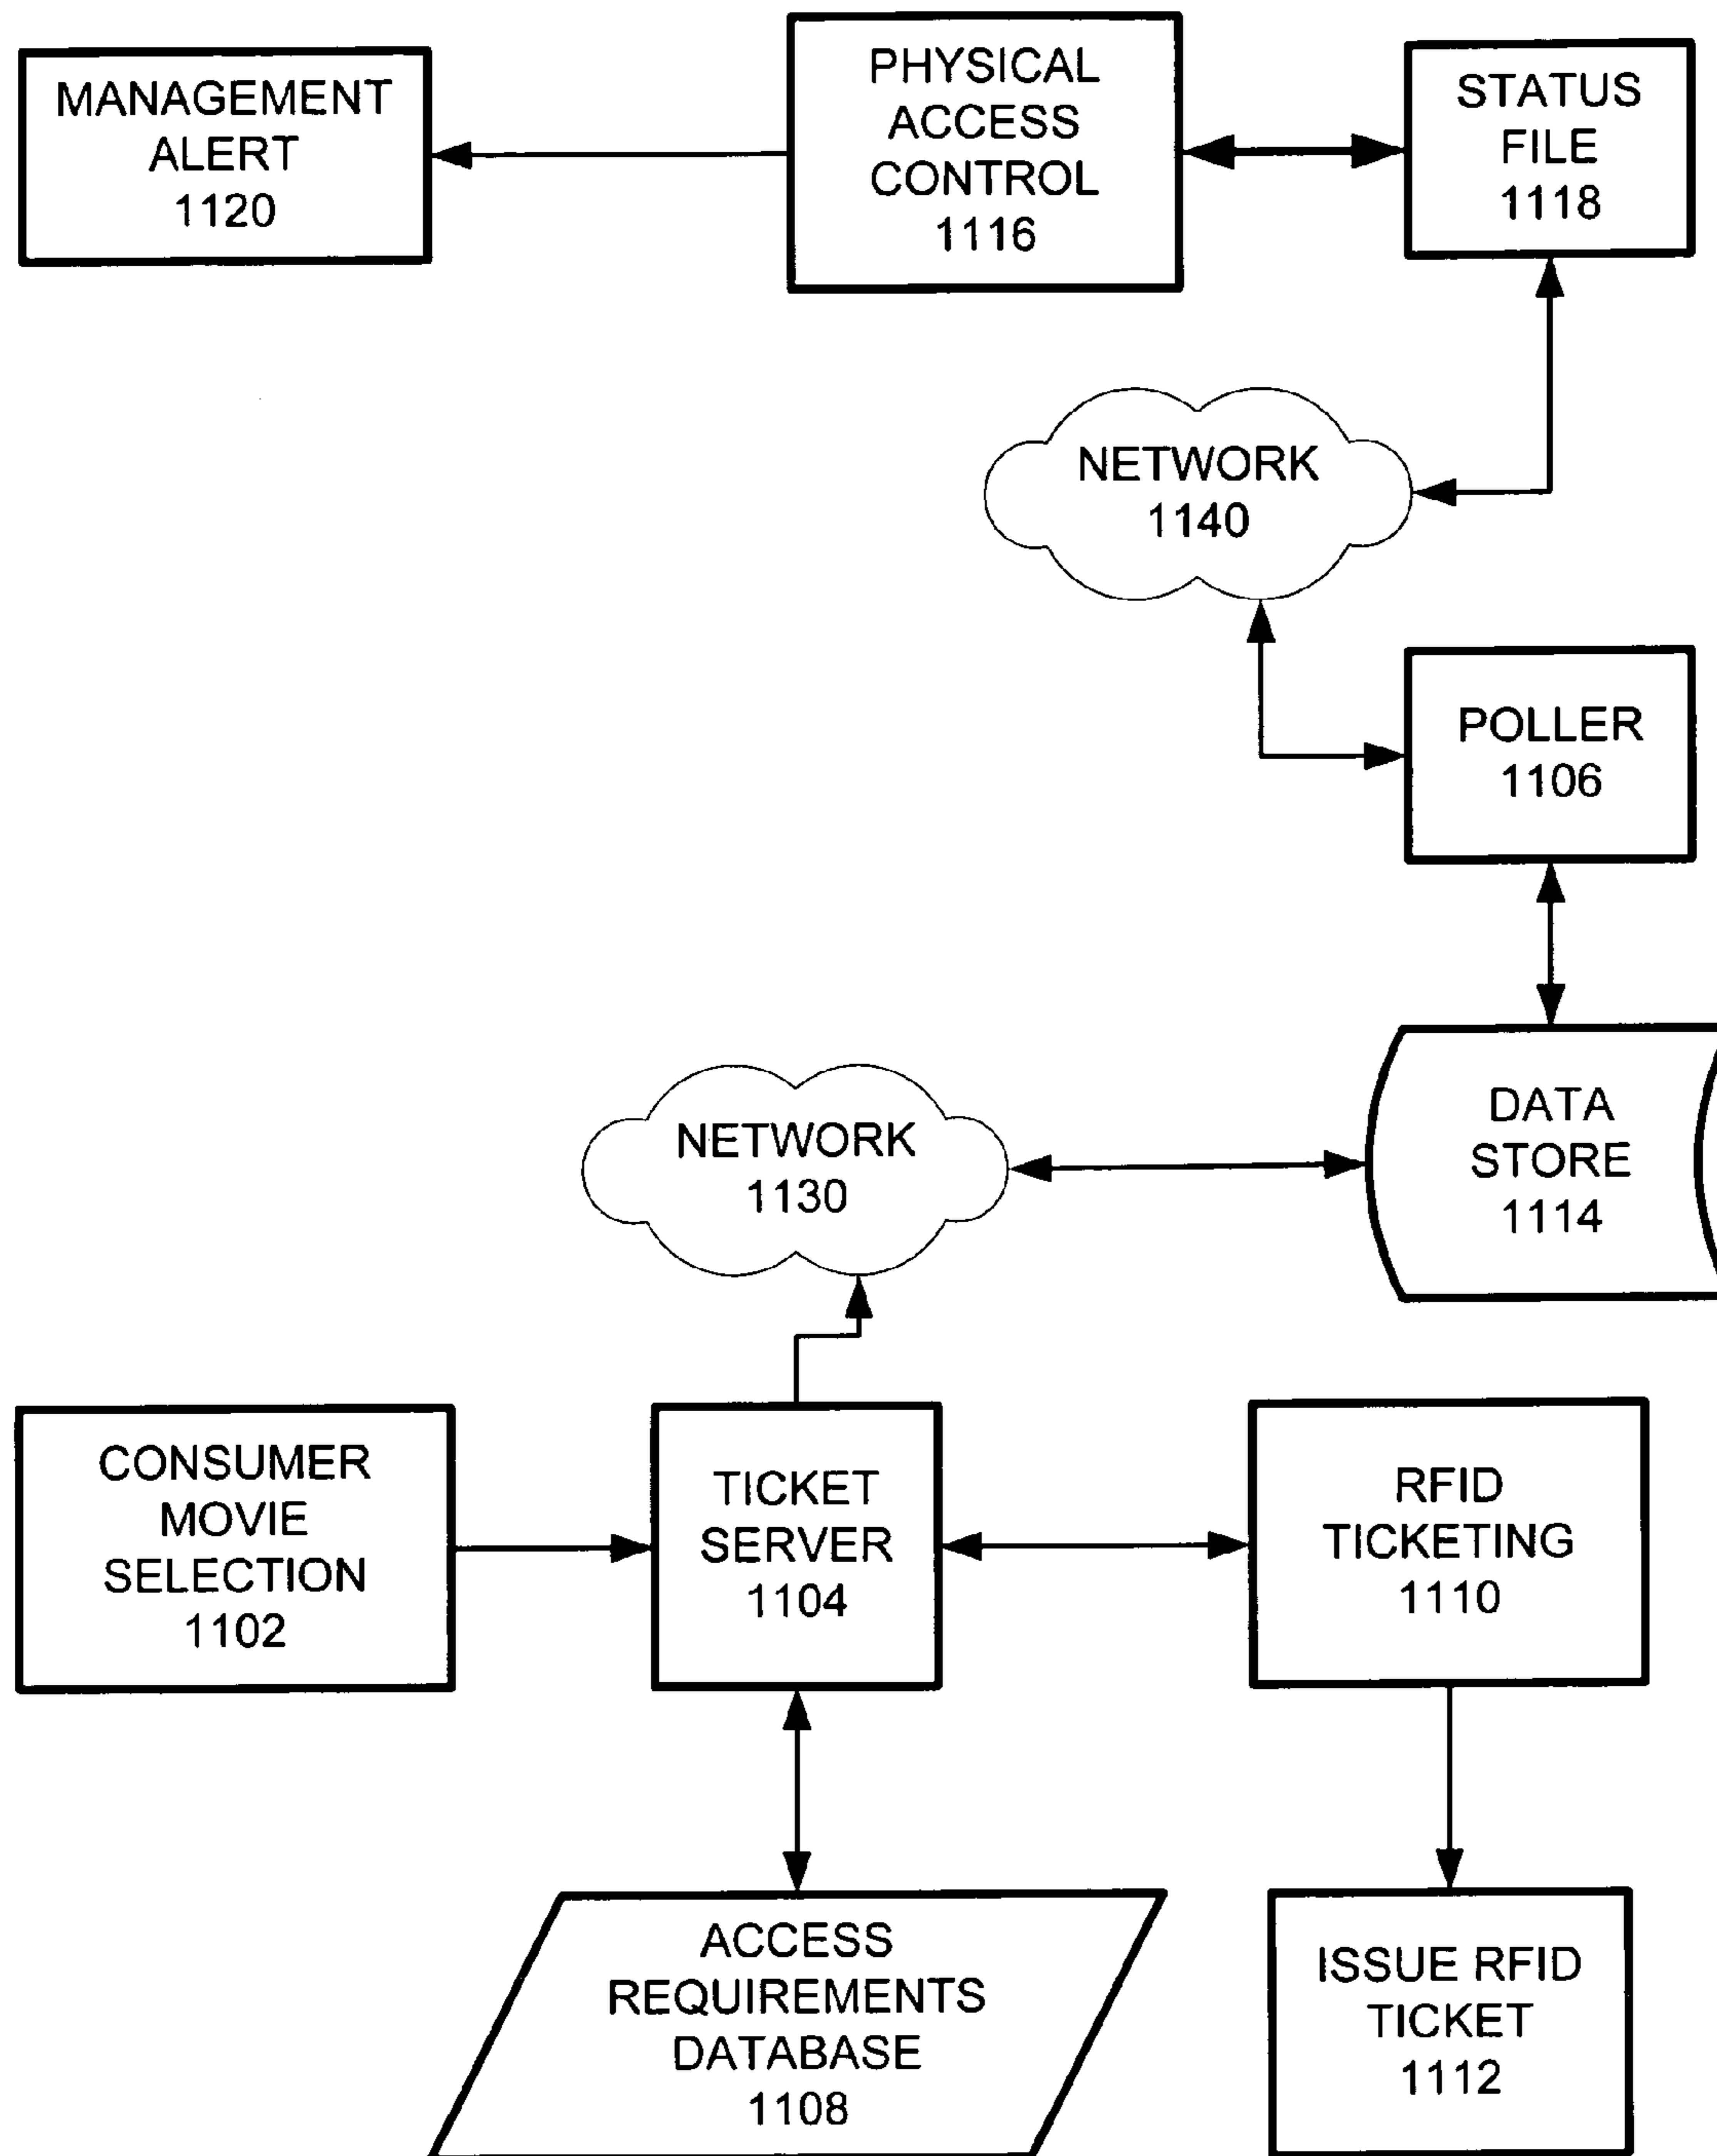 MANAGEMENT
ALERT
1120
PHYSICAL
ACCESS
CONTROL
1116
STATUS
FILE
1118
NETWORK
1140
POLLER
1106
NETWORK
1130
DATA
STORE
1114
CONSUMER
MOVIE
SELECTION
1102
TICKET
SERVER
1104
RFID
TICKETING
1110
ACCESS
REQUIREMENTS
DATABASE
1108
ISSUE RFID
TICKET
1112